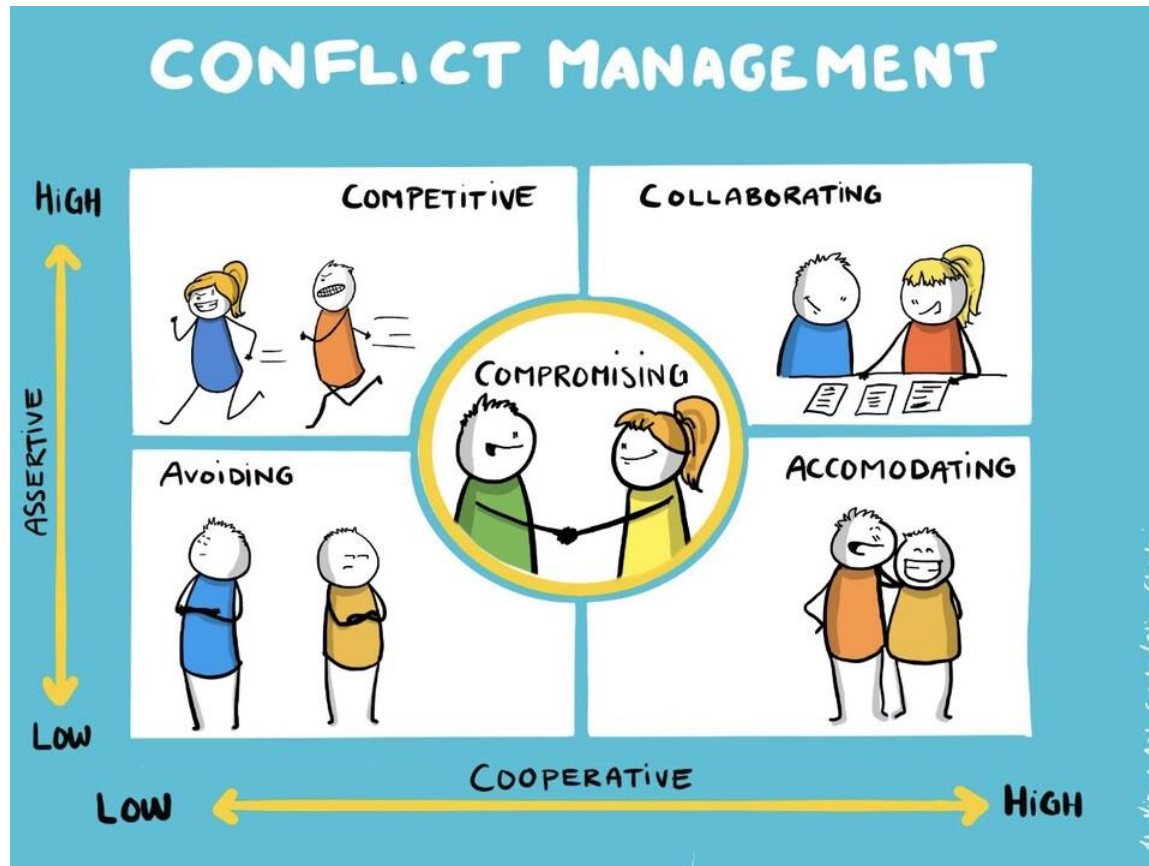 CONFLICT MANAGEMENT
HIGH
COMPETITIVE
COLLABORATING
COMPROMISING
ASSERTIVE
AVOIDING
ACCOMODATING
LOW
COOPERATIVE
LOW
HIGH